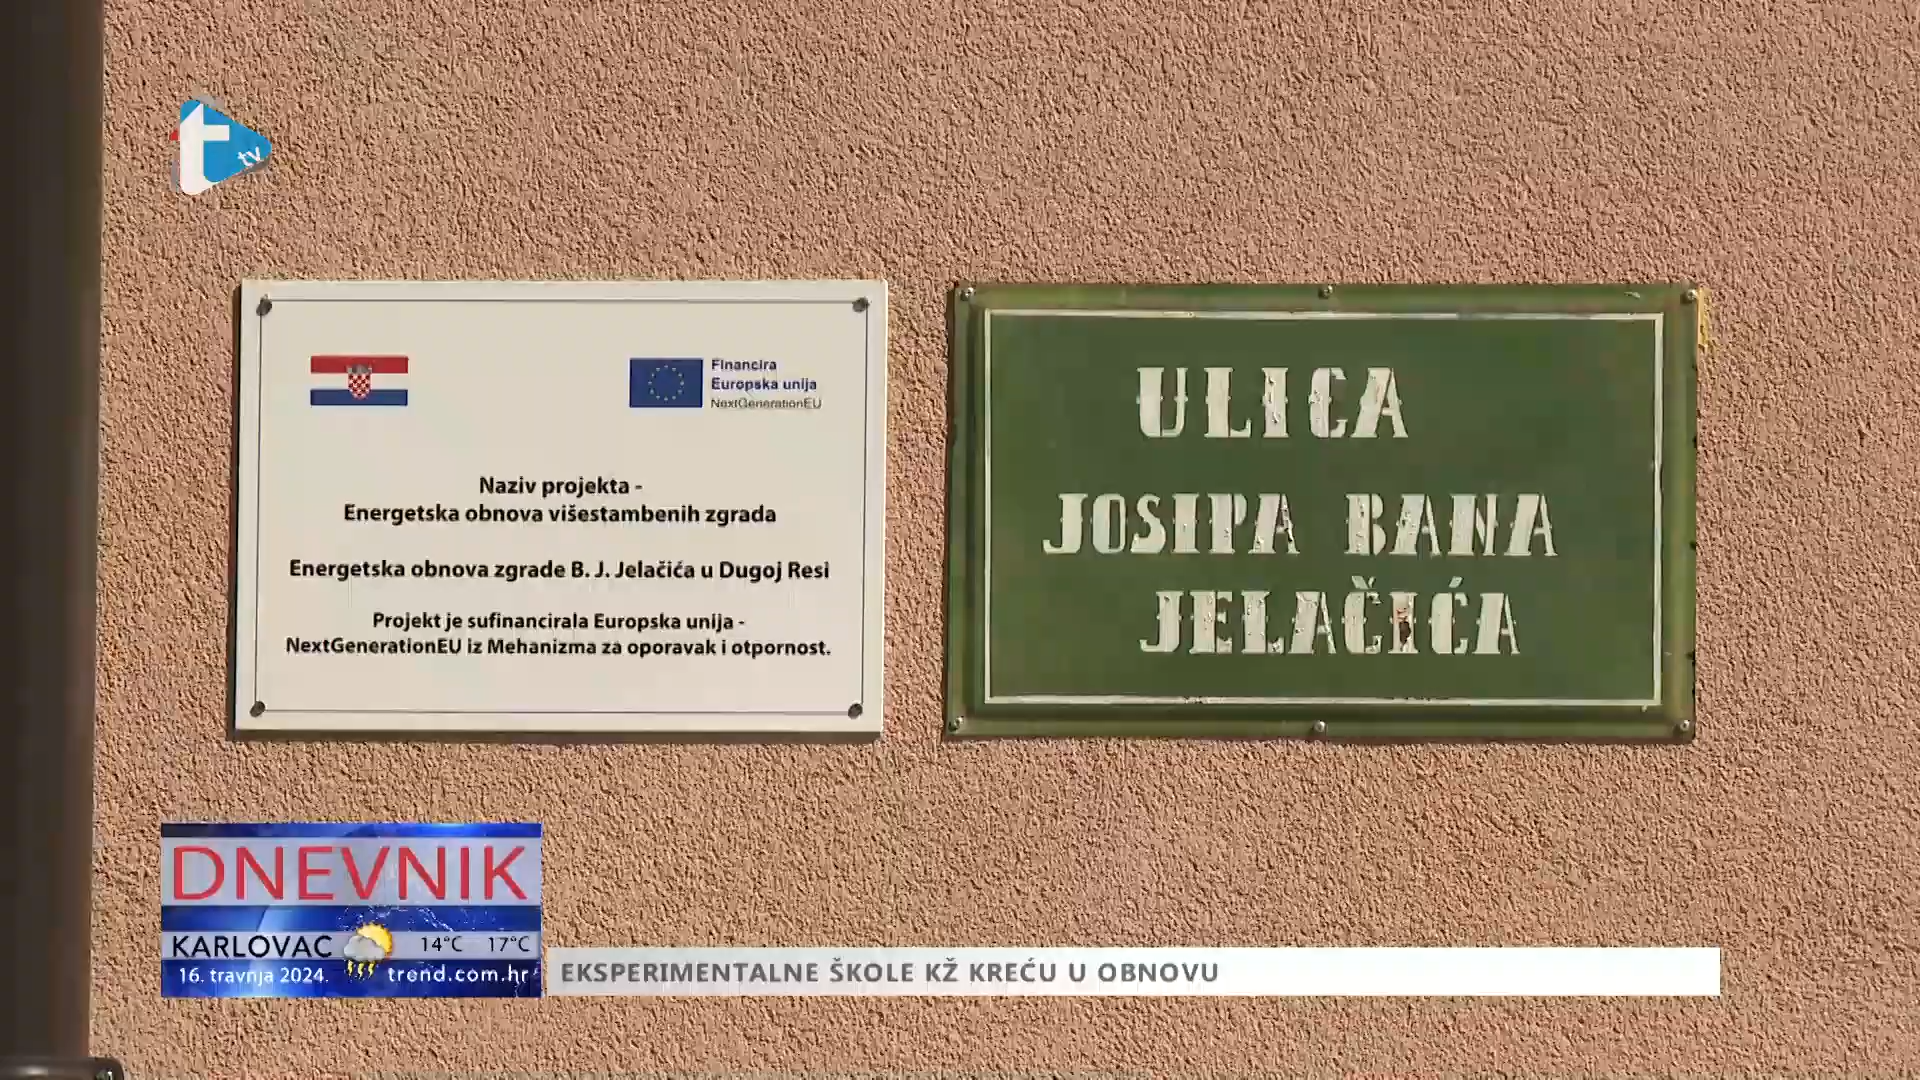 t tv
Financira
Europska unija
NextGenerationEU
Naziv projekta -
Energetska obnova višestambenih zgrada
Energetska obnova zgrade B. J. Jelačića u Dugoj Resi
Projekt je sufinancirala Europska unija -
NextGenerationEU iz Mehanizma za oporavak i otpornost.
ULICA
JOSIPA BANA
JELAČIĆA
DNEVNIK
KARLOVAC 14°C 17°C
16. travnja 2024. trend.com.hr
EKSPERIMENTALNE ŠKOLE KŽ KREĆU U OBNOVU